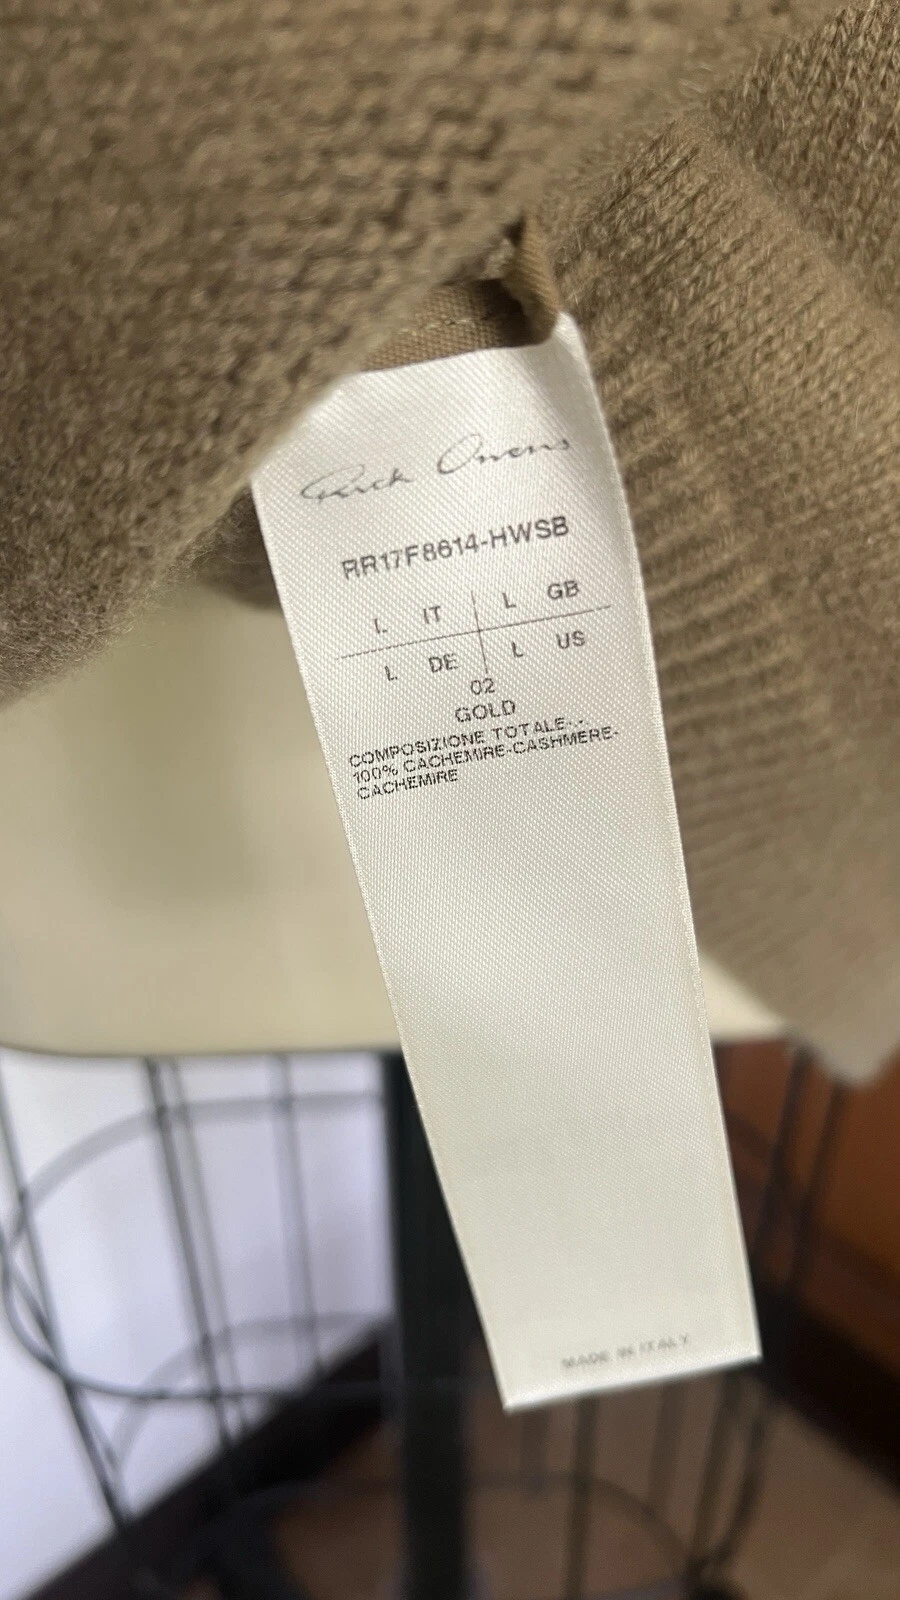 Rick Owens
RR17F8614-HWSB
L IT L GB
L DE L US
02
GOLD
COMPOSIZIONE TOTALE-.-
100% CACHEMIRE-CASHMERE-
CACHEMIRE
MADE IN ITALY